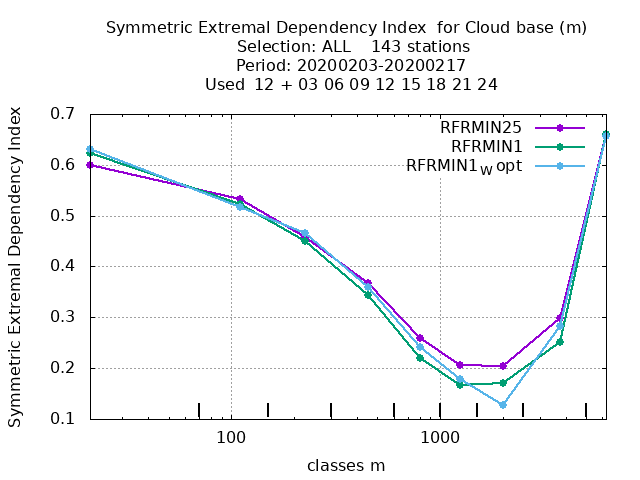 Symmetric Extremal Dependency Index for Cloud base (m)
Selection: ALL 143 stations
Period: 20200203-20200217
Used 12 + 03 06 09 12 15 18 21 24
Symmetric Extremal Dependency Index
0.7
0.6
0.5
0.4
0.3
0.2
0.1
RFRMIN25
RFRMIN1
RFRMIN1W opt
100
1000
classes m